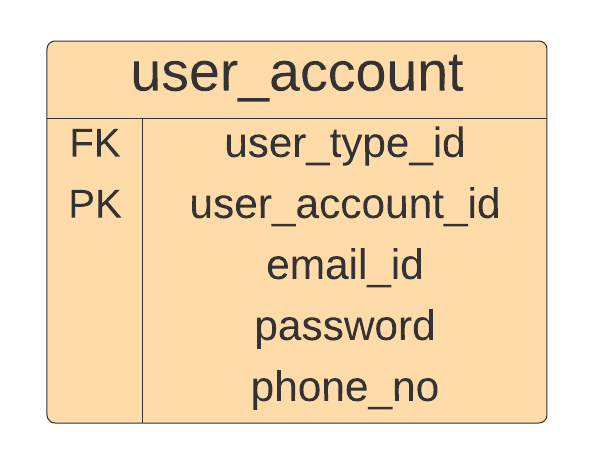 user_account
FK user_type_id
PK user_account_id
email_id
password
phone_no